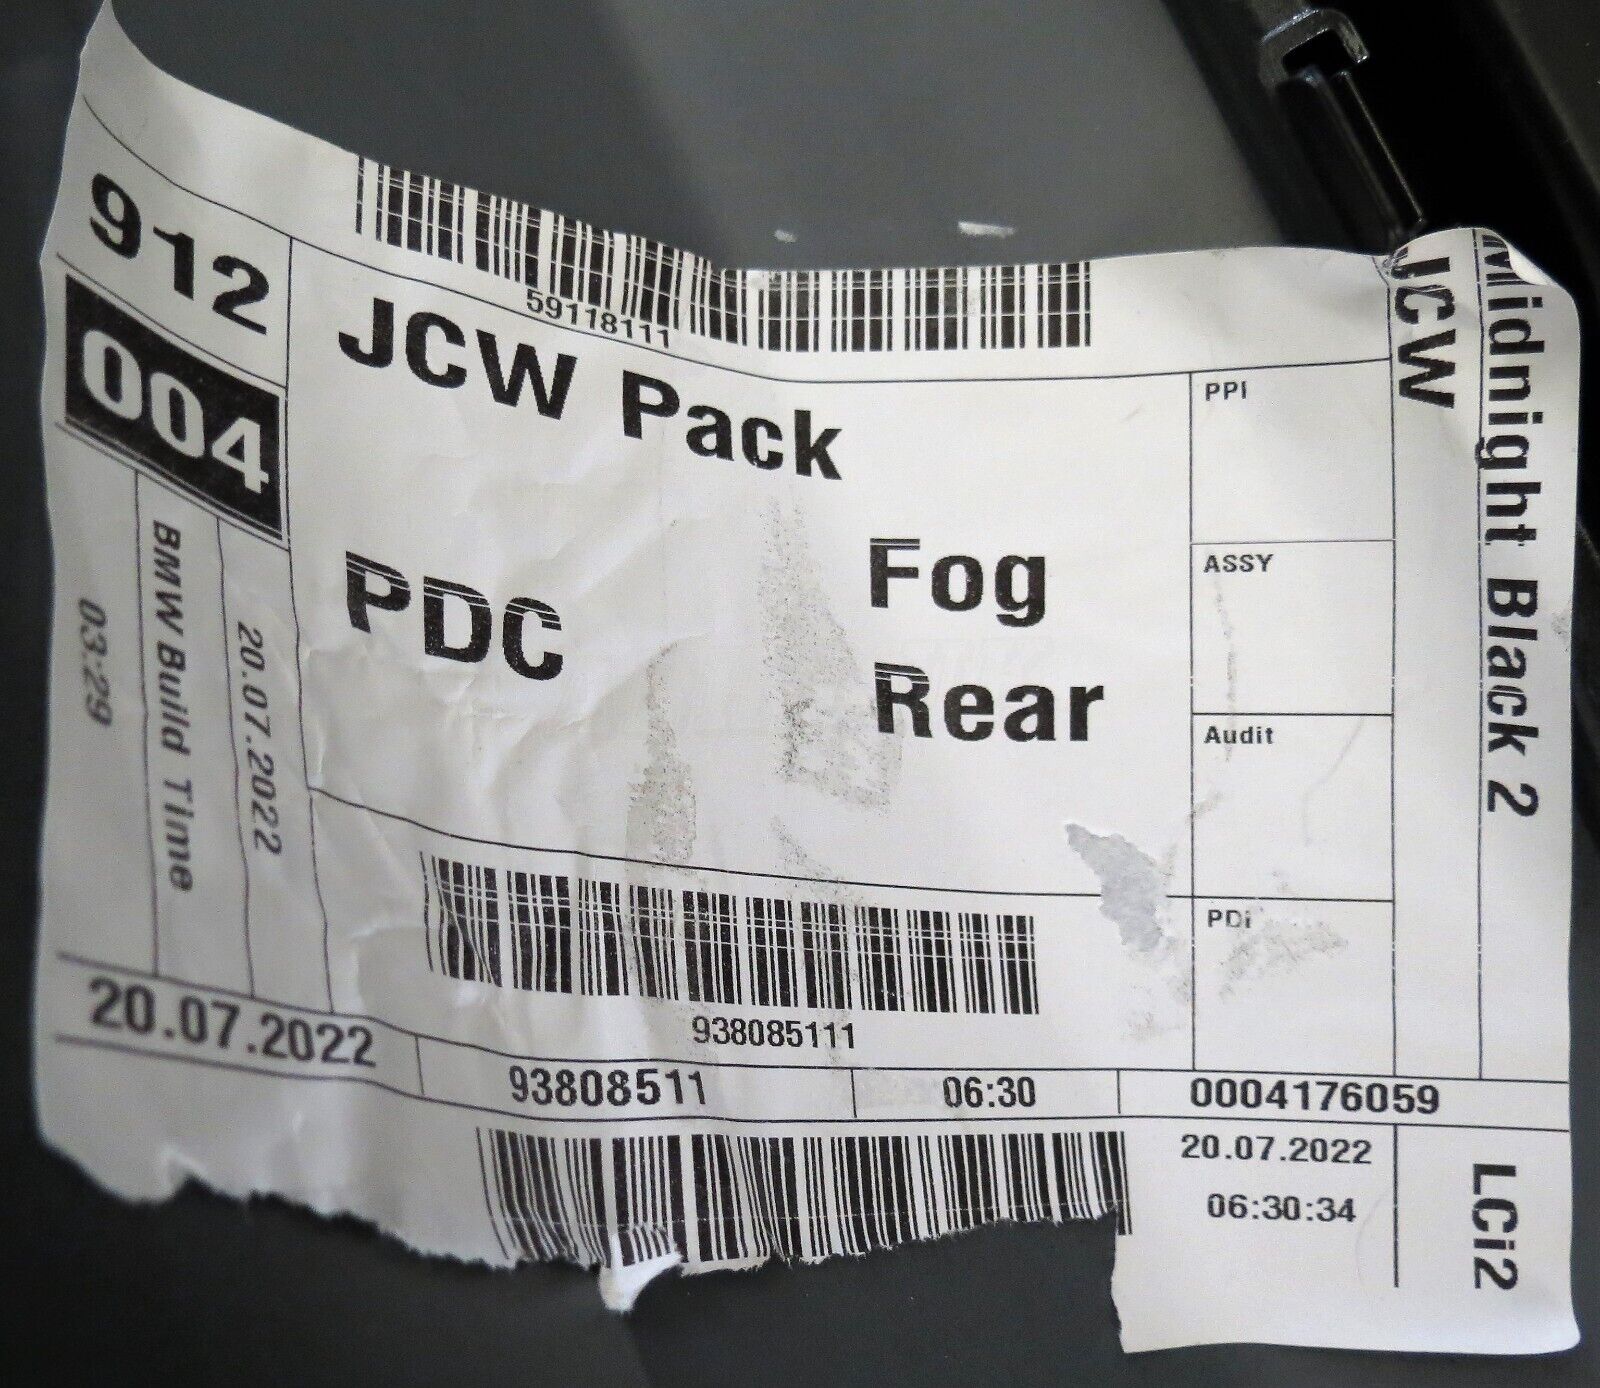 59118111
912
004
JCW Pack
PDC
Fog
Rear
PPI
ASSY
Audit
PDi
JCW
Midnight Black 2
20.07.2022
BMW Build Time
03:29
938085111
20.07.2022
93808511
06:30
0004176059
20.07.2022
06:30:34
LCi2